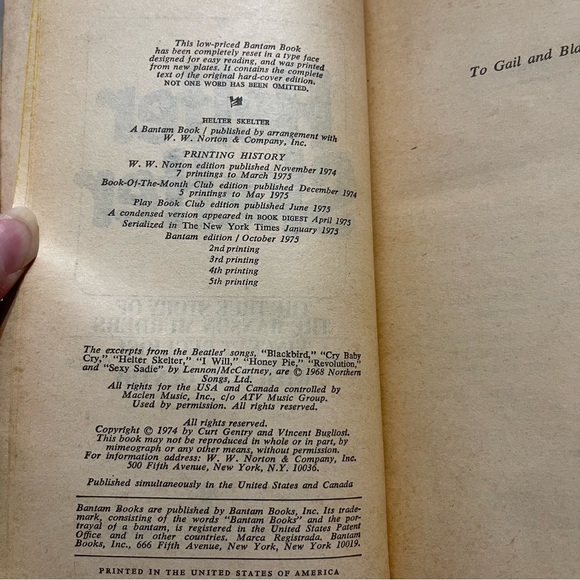 This low-priced Bantam Book
has been completely reset in a type face
designed for easy reading, and was printed
from new plates. It contains the complete
text of the original hard-cover edition.
NOT ONE WORD HAS BEEN OMITTED.
HELTER SKELTER
A Bantam Book / published by arrangement with
W. W. Norton & Company, Inc.
PRINTING HISTORY
W. W. Norton edition published November 1974
7 printings to March 1975
Book-Of-The-Month Club edition published December 1974
5 printings to May 1975
Play Book Club edition published June 1975
A condensed version appeared in BOOK DIGEST April 1975
Serialized in The New York Times January 1975
Bantam edition / October 1975
2nd printing
3rd printing
4th printing
5th printing
The excerpts from the Beatles' songs, "Blackbird," "Cry Baby
Cry," "Helter Skelter," "I Will," "Honey Pie," "Revolution,"
and "Sexy Sadie" by Lennon/McCartney, are © 1968 Northern
Songs, Ltd.
All rights for the USA and Canada controlled by
Maclen Music, Inc., c/o ATV Music Group.
Used by permission. All rights reserved.
All rights reserved.
Copyright © 1974 by Curt Gentry and Vincent Bugliosi.
This book may not be reproduced in whole or in part, by
mimeograph or any other means, without permission.
For information address: W. W. Norton & Company, Inc.
500 Fifth Avenue, New York, N.Y. 10036.
Published simultaneously in the United States and Canada
Bantam Books are published by Bantam Books, Inc. Its trade-
mark, consisting of the words "Bantam Books" and the por-
trayal of a bantam, is registered in the United States Patent
Office and in other countries. Marca Registrada. Bantam
Books, Inc., 666 Fifth Avenue, New York, New York 10019.
PRINTED IN THE UNITED STATES OF AMERICA
To Gail and Bla